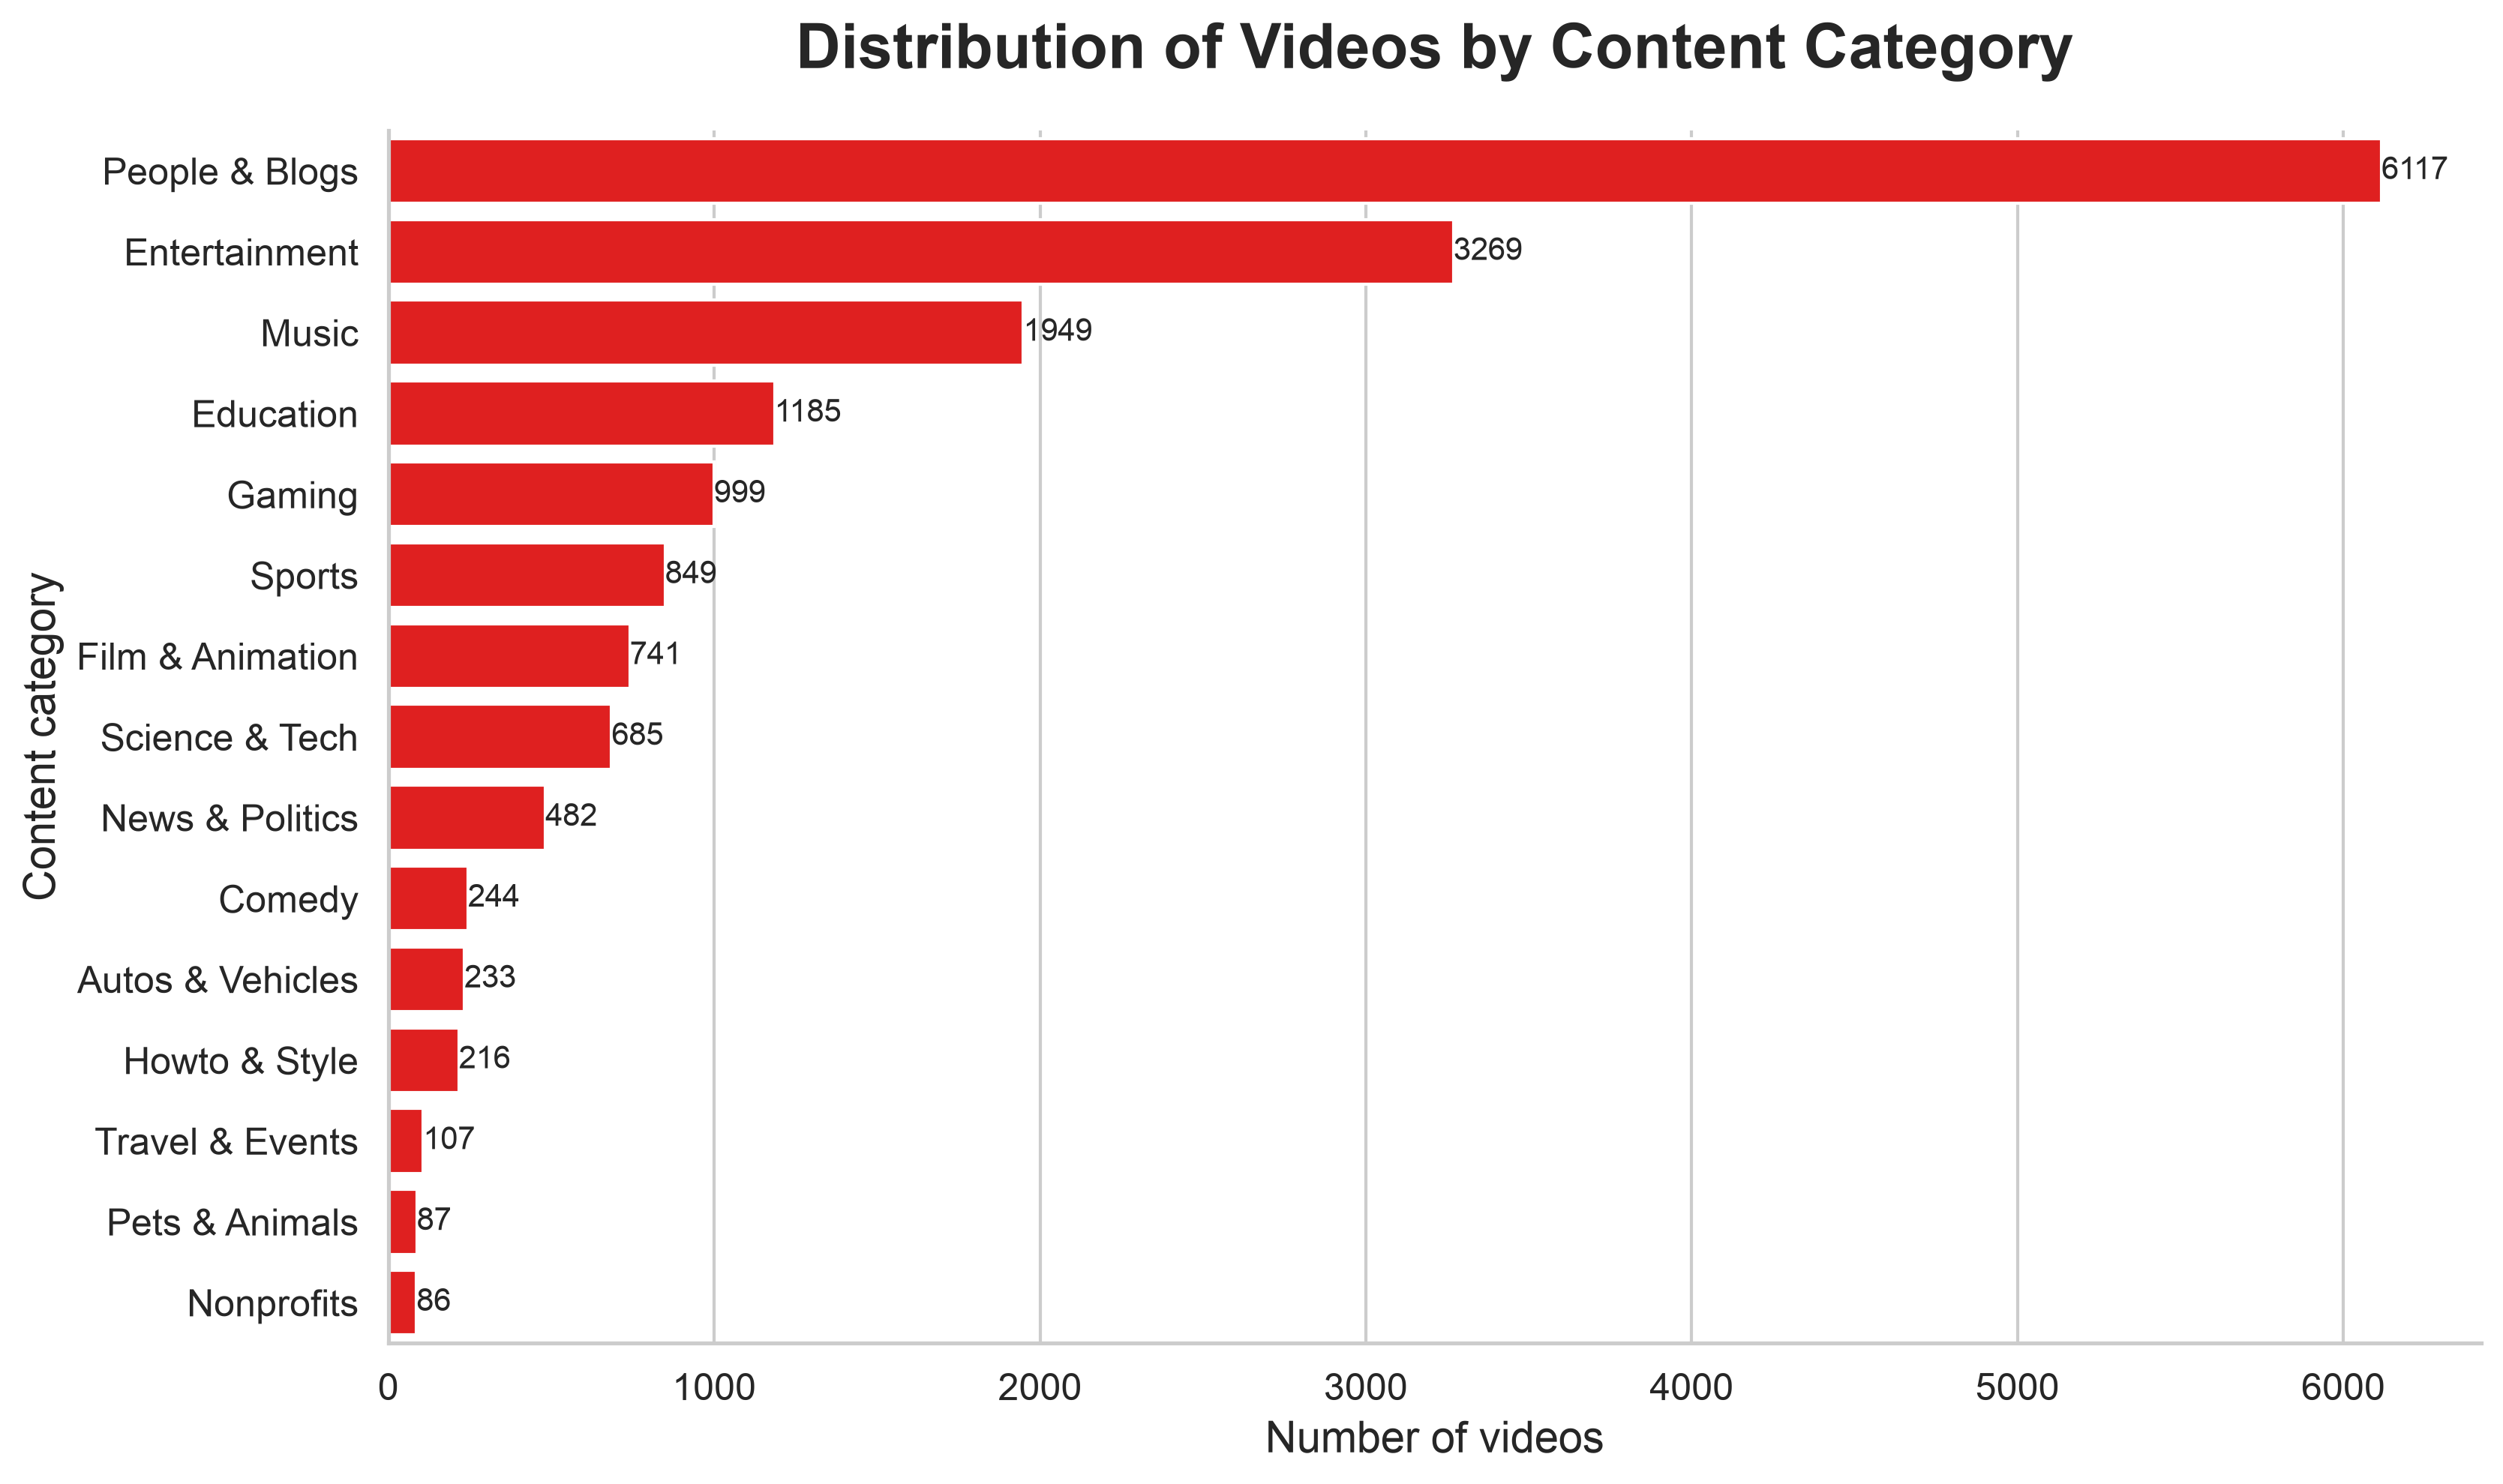 Distribution of Videos by Content Category
Content category
People & Blogs 6117
Entertainment 3269
Music 1949
Education 1185
Gaming 999
Sports 849
Film & Animation 741
Science & Tech 685
News & Politics 482
Comedy 244
Autos & Vehicles 233
Howto & Style 216
Travel & Events 107
Pets & Animals 87
Nonprofits 86
0 1000 2000 3000 4000 5000 6000
Number of videos